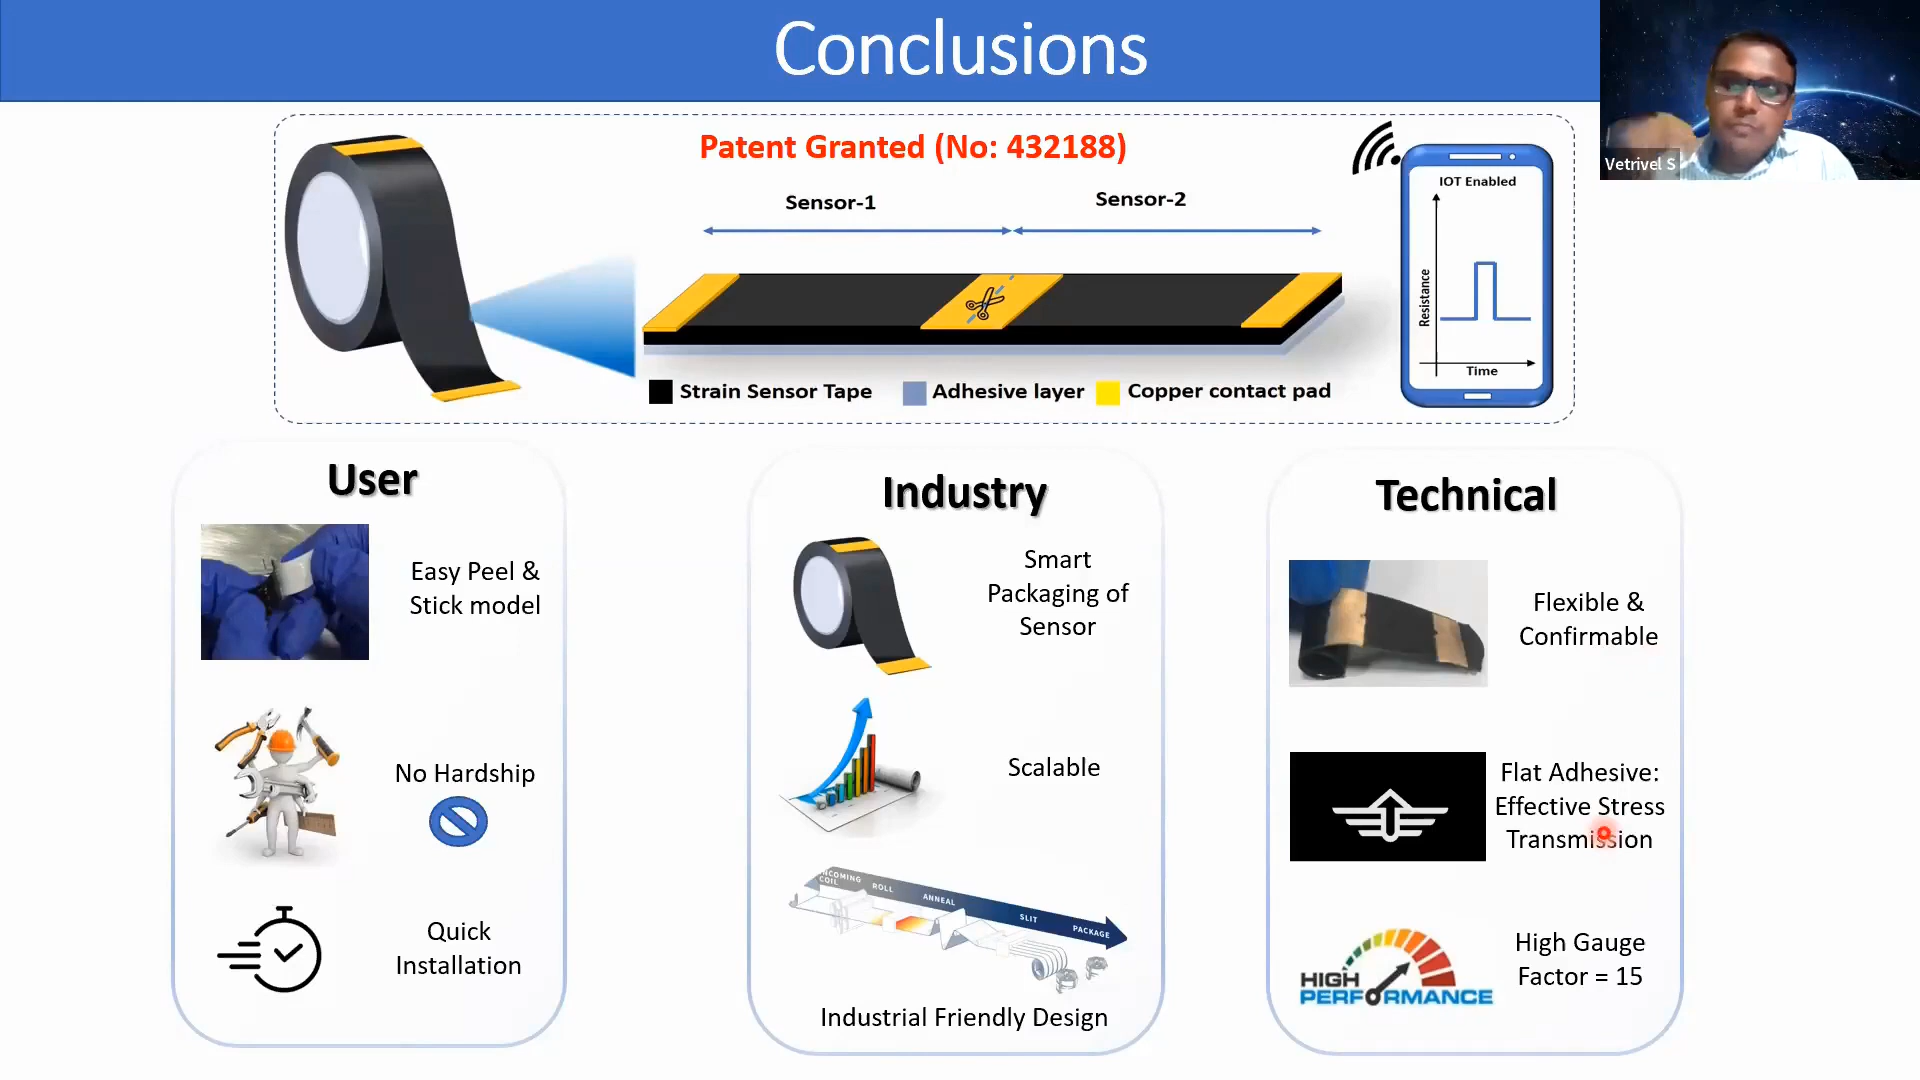 Conclusions
Vetrivel S
Patent Granted (No: 432188)
Sensor-1
Sensor-2
IOT Enabled
Resistance
Time
Strain Sensor Tape
Adhesive layer
Copper contact pad
User
Easy Peel &
Stick model
No Hardship
Quick
Installation
Industry
Smart
Packaging of
Sensor
Scalable
INCOMING
COIL
ROLL
ANNEAL
SLIT
PACKAGE
Industrial Friendly Design
Technical
Flexible &
Confirmable
Flat Adhesive:
Effective Stress
Transmission
HIGH
PERFORMANCE
High Gauge
Factor = 15